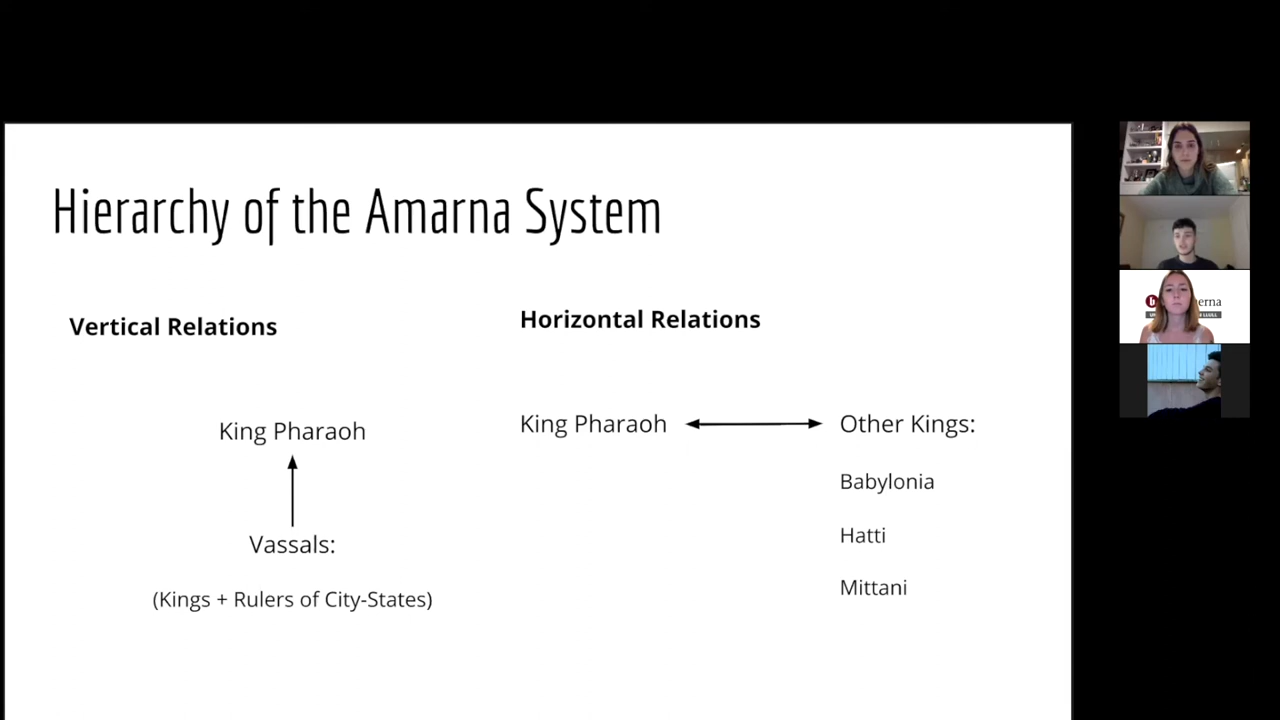 Hierarchy of the Amarna System
Vertical Relations
King Pharaoh
Vassals:
(Kings + Rulers of City-States)
Horizontal Relations
King Pharaoh
Other Kings:
Babylonia
Hatti
Mittani
erna